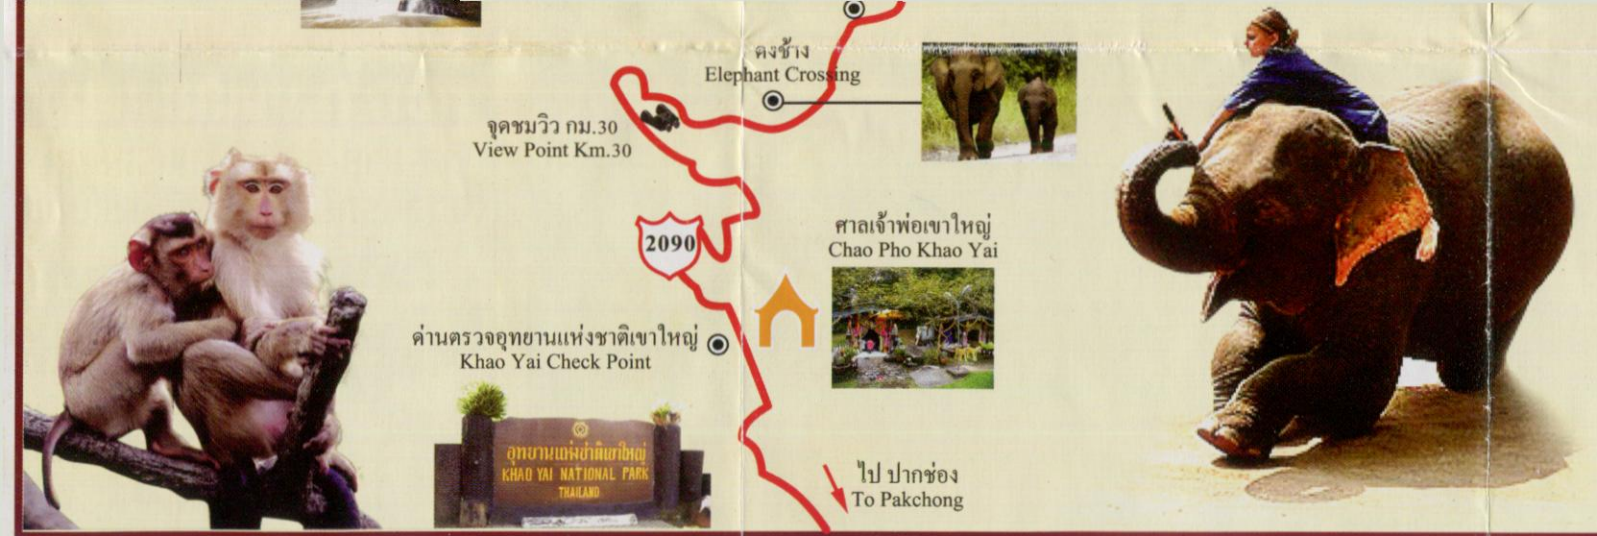 ดงช้าง
Elephant Crossing
จุดชมวิว กม.30
View Point Km.30
2090
ศาลเจ้าพ่อเขาใหญ่
Chao Pho Khao Yai
ด่านตรวจอุทยานแห่งชาติเขาใหญ่
Khao Yai Check Point
อุทยานแห่งชาติเขาใหญ่
KHAO YAI NATIONAL PARK
THAILAND
ไป ปากช่อง
To Pakchong